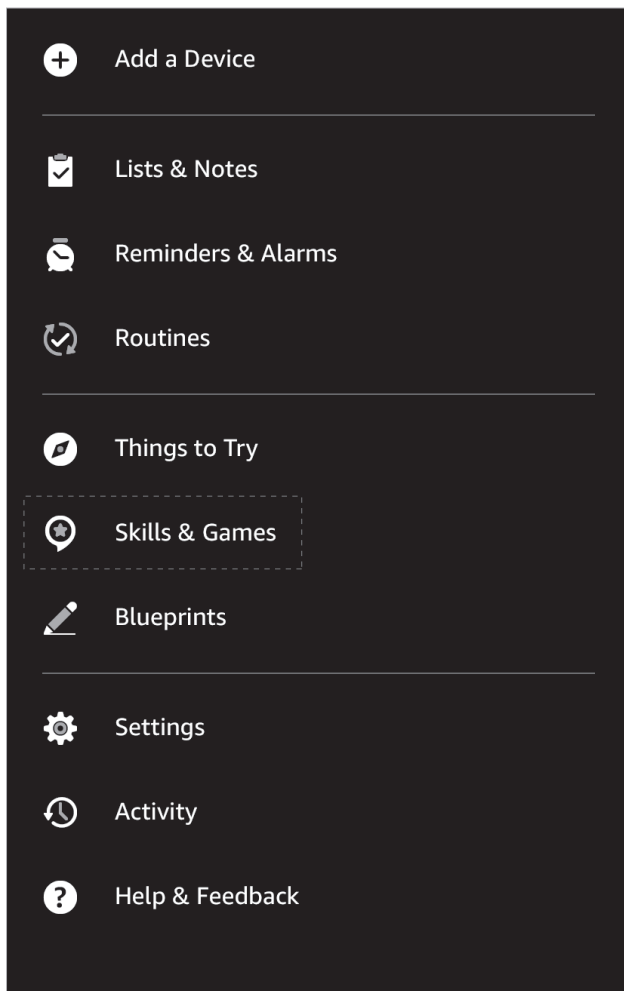 Add a Device
Lists & Notes
Reminders & Alarms
Routines
Things to Try
Skills & Games
Blueprints
Settings
Activity
Help & Feedback